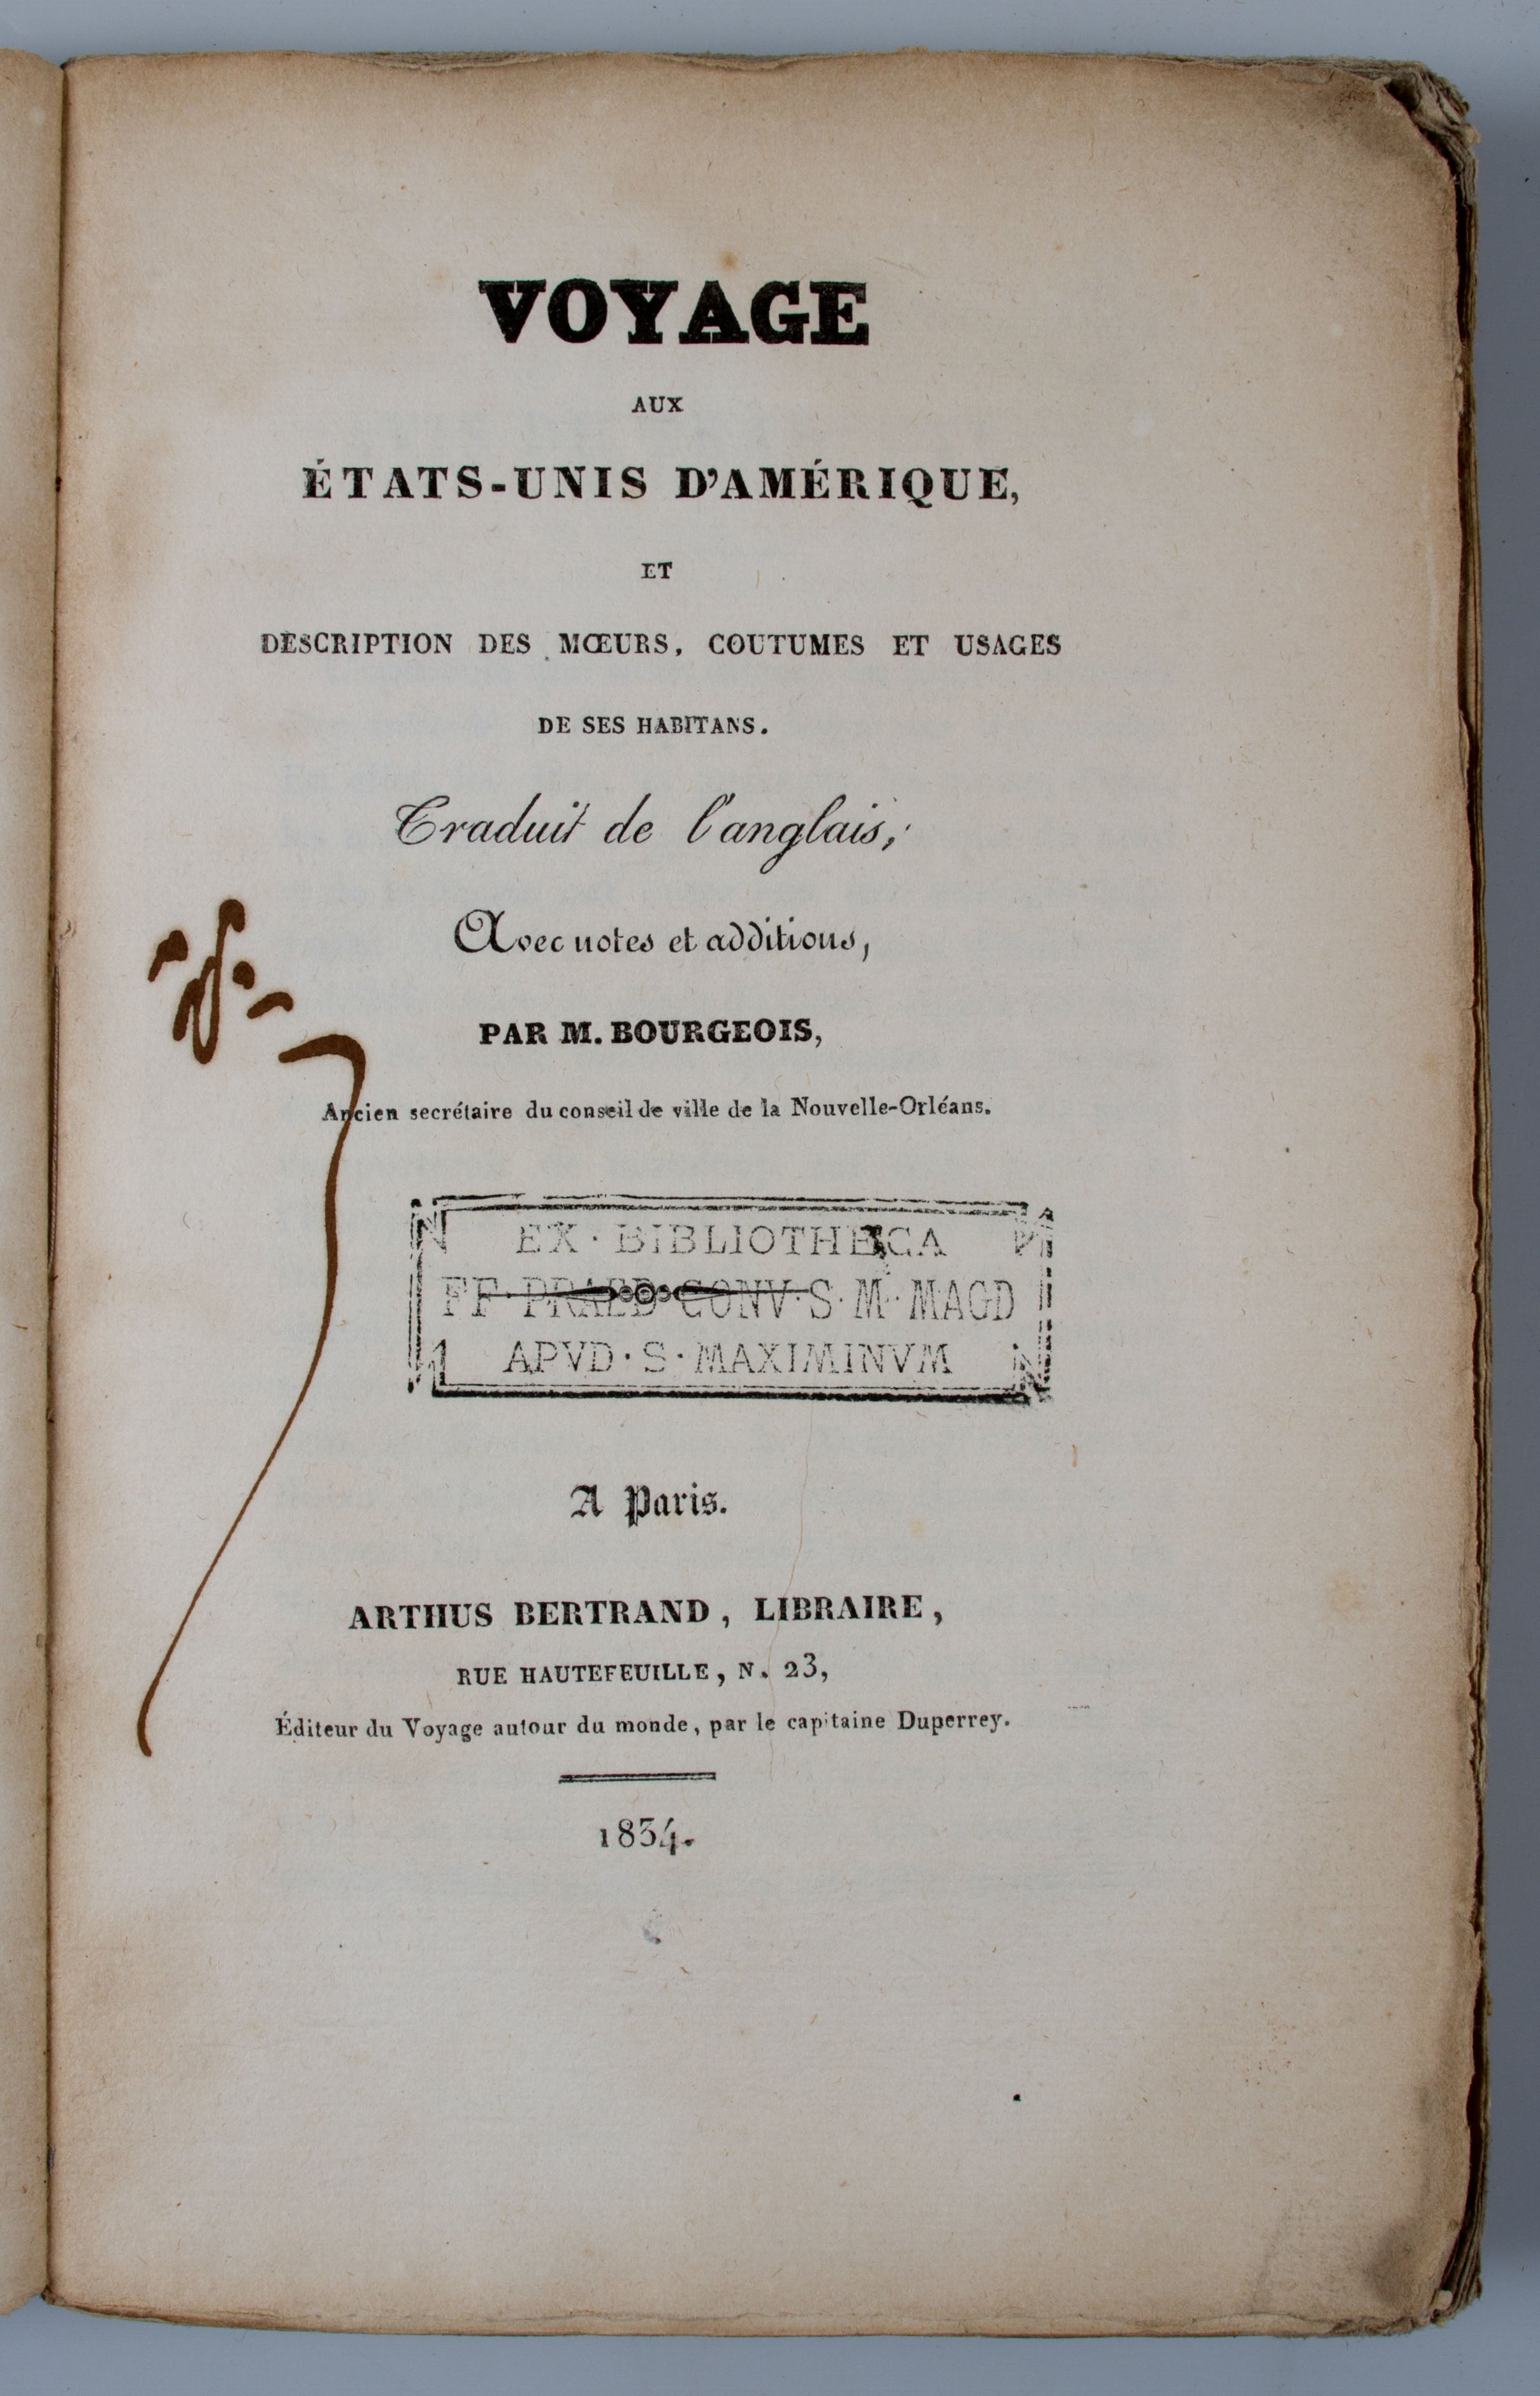 VOYAGE
AUX
ÉTATS-UNIS D'AMÉRIQUE,
ET
DESCRIPTION DES MŒURS, COUTUMES ET USAGES
DE SES HABITANS.
Traduit de l'anglais,
Avec notes et additions,
PAR M. BOURGEOIS,
Ancien secrétaire du conseil de ville de la Nouvelle-Orléans.
EX · BIBLIOTHECA
FF · PRAED · CONV · S · M · MAGD
APVD · S · MAXIMINVM
A Paris.
ARTHUS BERTRAND, LIBRAIRE,
RUE HAUTEFEUILLE, N. 23,
Éditeur du Voyage autour du monde, par le capitaine Duperrey.
1834.